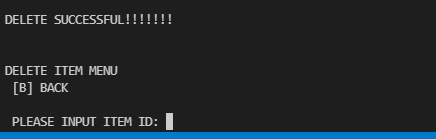 DELETE SUCCESSFUL!!!!!!!
DELETE ITEM MENU
[B] BACK
PLEASE INPUT ITEM ID: